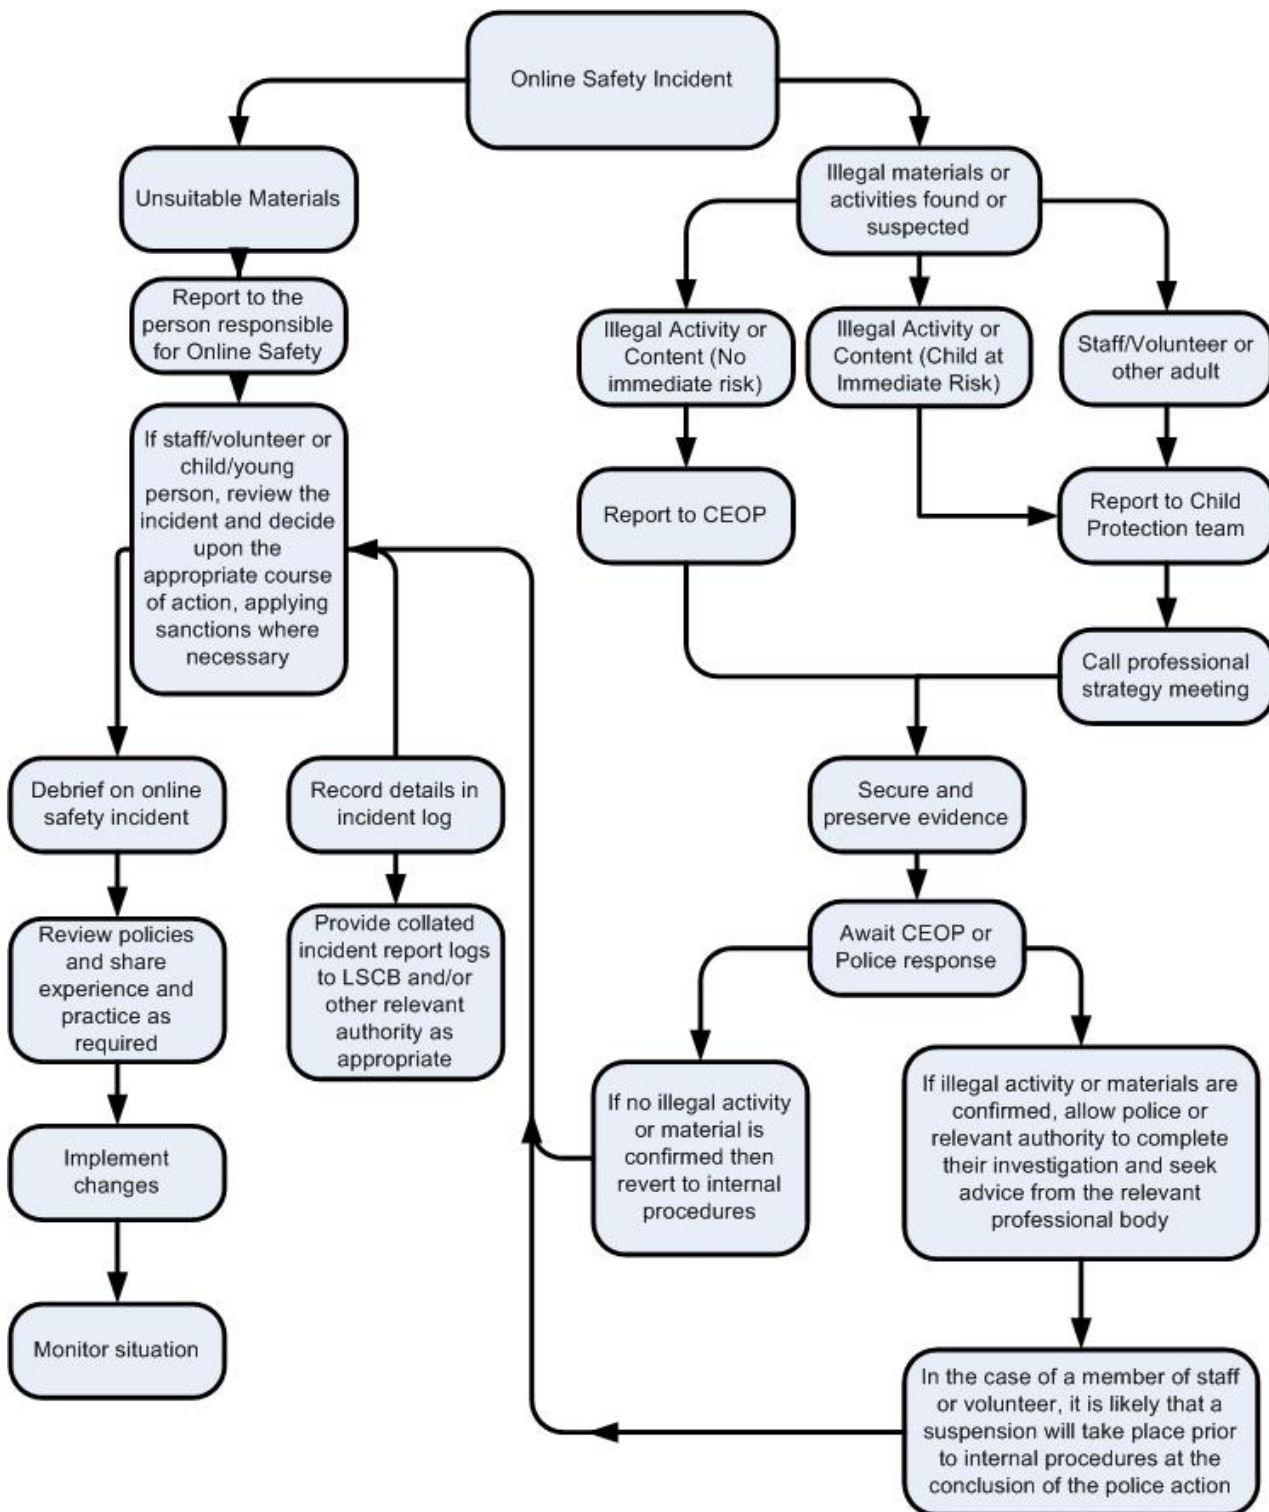 Online Safety Incident
Unsuitable Materials
Report to the
person responsible
for Online Safety
If staff/volunteer or
child/young
person, review the
incident and decide
upon the
appropriate course
of action, applying
sanctions where
necessary
Debrief on online
safety incident
Review policies
and share
experience and
practice as
required
Implement
changes
Monitor situation
Record details in
incident log
Provide collated
incident report logs
to LSCB and/or
other relevant
authority as
appropriate
Illegal materials or
activities found or
suspected
Illegal Activity or
Content (No
immediate risk)
Illegal Activity or
Content (Child at
Immediate Risk)
Staff/Volunteer or
other adult
Report to CEOP
Report to Child
Protection team
Call professional
strategy meeting
Secure and
preserve evidence
Await CEOP or
Police response
If no illegal activity
or material is
confirmed then
revert to internal
procedures
If illegal activity or materials are
confirmed, allow police or
relevant authority to complete
their investigation and seek
advice from the relevant
professional body
In the case of a member of staff
or volunteer, it is likely that a
suspension will take place prior
to internal procedures at the
conclusion of the police action